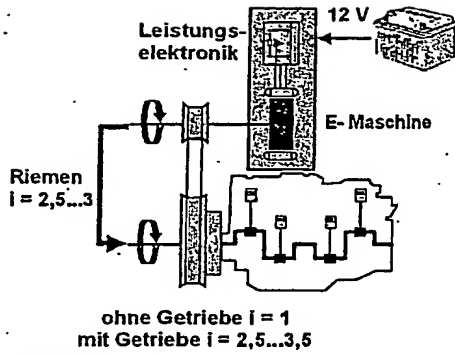 Leistungs-
elektronik
12 V
E-Maschine
Riemen
i = 2,5...3
ohne Getriebe i = 1
mit Getriebe i = 2,5...3,5